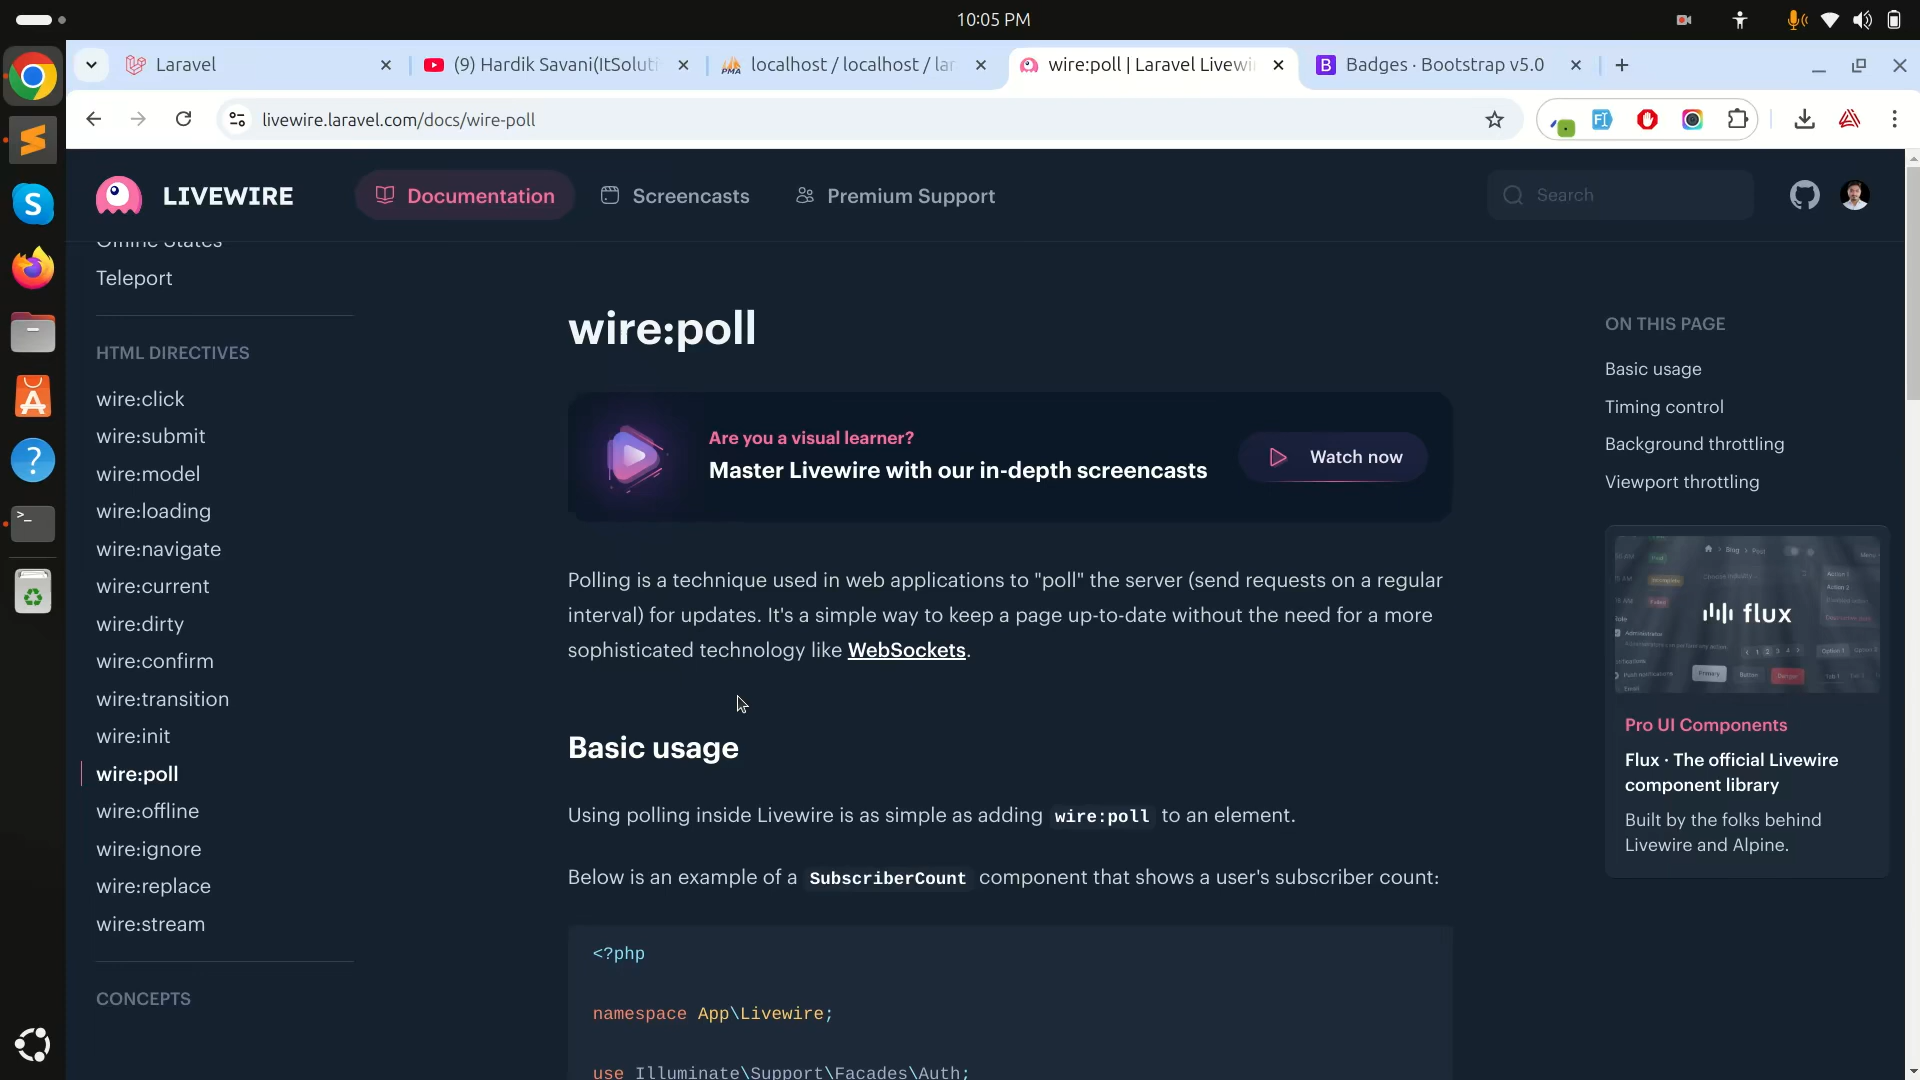 10:05 PM
Laravel
(9) Hardik Savani(ItSoluti
localhost / localhost / lar
wire:poll | Laravel Livewir
Badges · Bootstrap v5.0
livewire.laravel.com/docs/wire-poll
LIVEWIRE
Documentation
Screencasts
Premium Support
Search
Offline States
Teleport
HTML DIRECTIVES
wire:click
wire:submit
wire:model
wire:loading
wire:navigate
wire:current
wire:dirty
wire:confirm
wire:transition
wire:init
wire:poll
wire:offline
wire:ignore
wire:replace
wire:stream
CONCEPTS
wire:poll
Are you a visual learner?
Master Livewire with our in-depth screencasts
Watch now
Polling is a technique used in web applications to "poll" the server (send requests on a regular
interval) for updates. It's a simple way to keep a page up-to-date without the need for a more
sophisticated technology like WebSockets.
Basic usage
Using polling inside Livewire is as simple as adding wire:poll to an element.
Below is an example of a SubscriberCount component that shows a user's subscriber count:
<?php
namespace App\Livewire;
use Illuminate\Support\Facades\Auth;
ON THIS PAGE
Basic usage
Timing control
Background throttling
Viewport throttling
flux
Pro UI Components
Flux · The official Livewire
component library
Built by the folks behind
Livewire and Alpine.